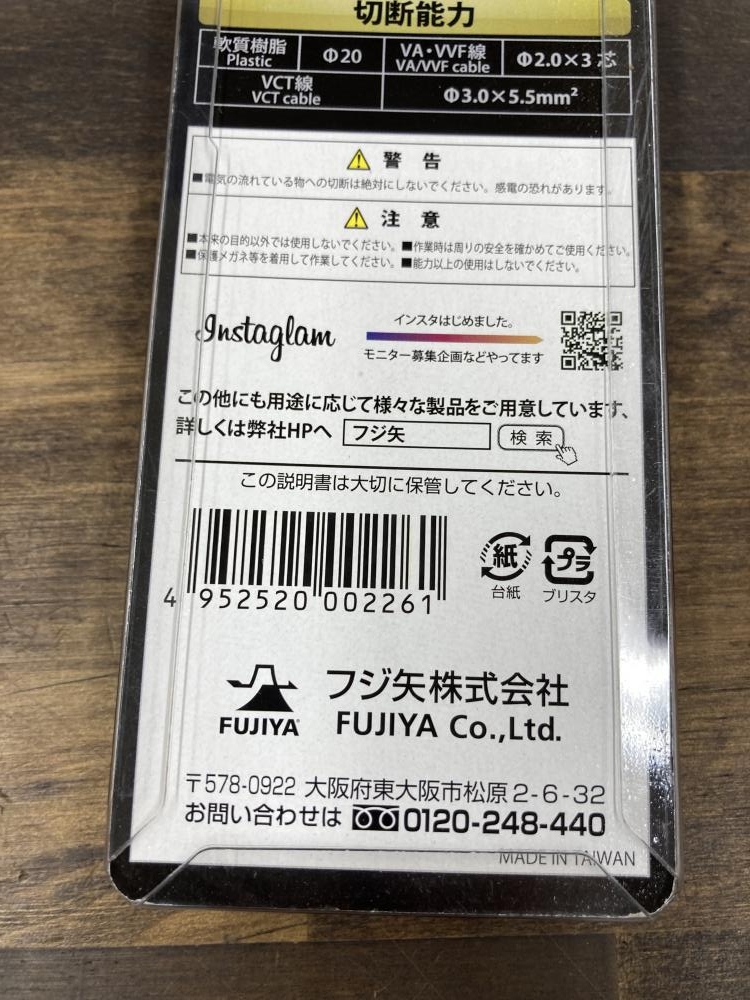 切断能力
軟質樹脂 Plastic Φ20 VA・VVF線 VA/VVF cable Φ2.0×3芯
VCT線 VCT cable Φ3.0×5.5mm²
警告
■電気の流れている物への切断は絶対にしないでください。感電の恐れがあります。
注意
■本来の目的以外では使用しないでください。■作業時は周りの安全を確かめてご使用ください。
■保護メガネ等を着用して作業してください。■能力以上の使用はしないでください。
Instaglam
インスタはじめました。
モニター募集企画などやってます
この他にも用途に応じて様々な製品をご用意しています、
詳しくは弊社HPへ フジ矢 検索
この説明書は大切に保管してください。
4 952520 002261
紙 プラ
台紙 ブリスタ
フジ矢株式会社
FUJIYA FUJIYA Co.,Ltd.
〒578-0922 大阪府東大阪市松原2-6-32
お問い合わせは 0120-248-440
MADE IN TAIWAN